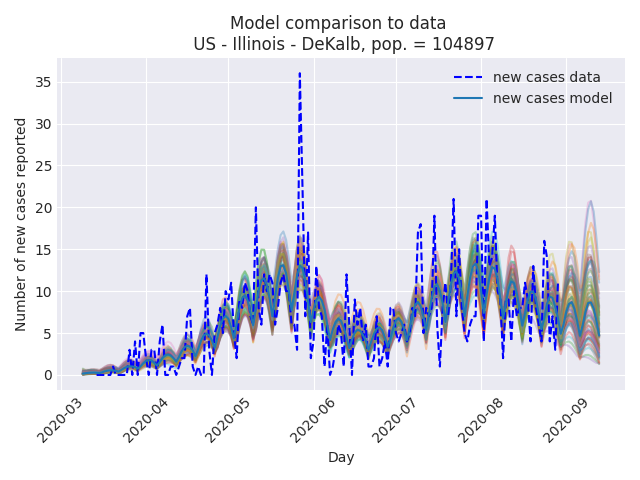 Model comparison to data
US - Illinois - DeKalb, pop. = 104897
new cases data
new cases model
Number of new cases reported
35
30
25
20
15
10
5
0
2020-03
2020-04
2020-05
2020-06
2020-07
2020-08
2020-09
Day